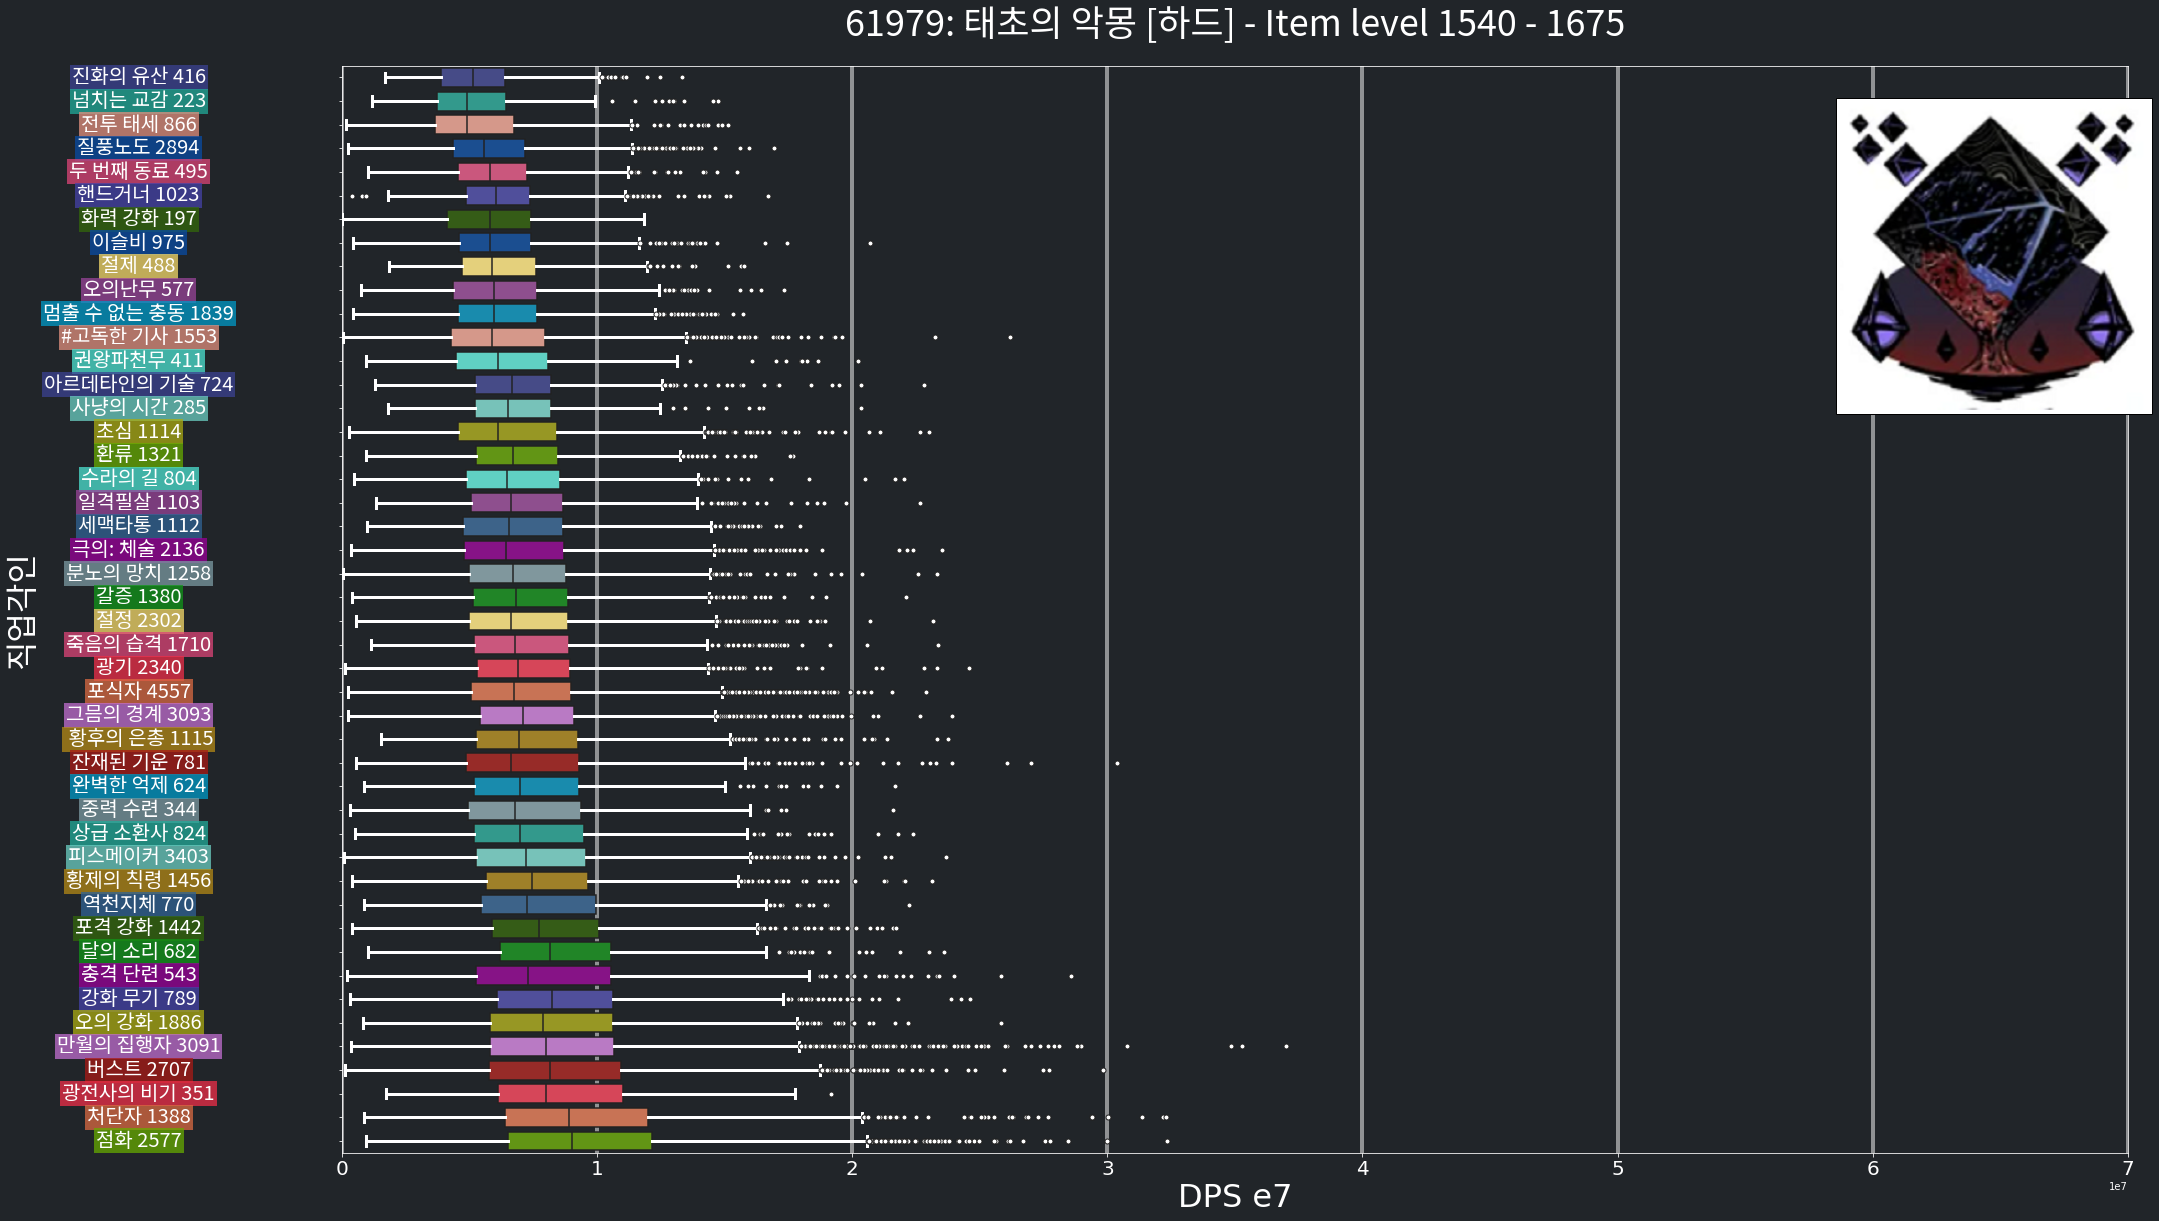 61979: 태초의 악몽 [하드] - Item level 1540 - 1675
진화의 유산 416
넘치는 교감 223
전투 태세 866
질풍노도 2894
두 번째 동료 495
핸드거너 1023
화력 강화 197
이슬비 975
절제 488
오의난무 577
멈출 수 없는 충동 1839
#고독한 기사 1553
권왕파천무 411
아르데타인의 기술 724
사냥의 시간 285
초심 1114
환류 1321
수라의 길 804
일격필살 1103
세맥타통 1112
극의: 체술 2136
분노의 망치 1258
갈증 1380
절정 2302
죽음의 습격 1710
광기 2340
포식자 4557
그믐의 경계 3093
황후의 은총 1115
잔재된 기운 781
완벽한 억제 624
중력 수련 344
상급 소환사 824
피스메이커 3403
황제의 칙령 1456
역천지체 770
포격 강화 1442
달의 소리 682
충격 단련 543
강화 무기 789
오의 강화 1886
만월의 집행자 3091
버스트 2707
광전사의 비기 351
처단자 1388
점화 2577
직업각인
0 1 2 3 4 5 6 7
DPS e7
1e7